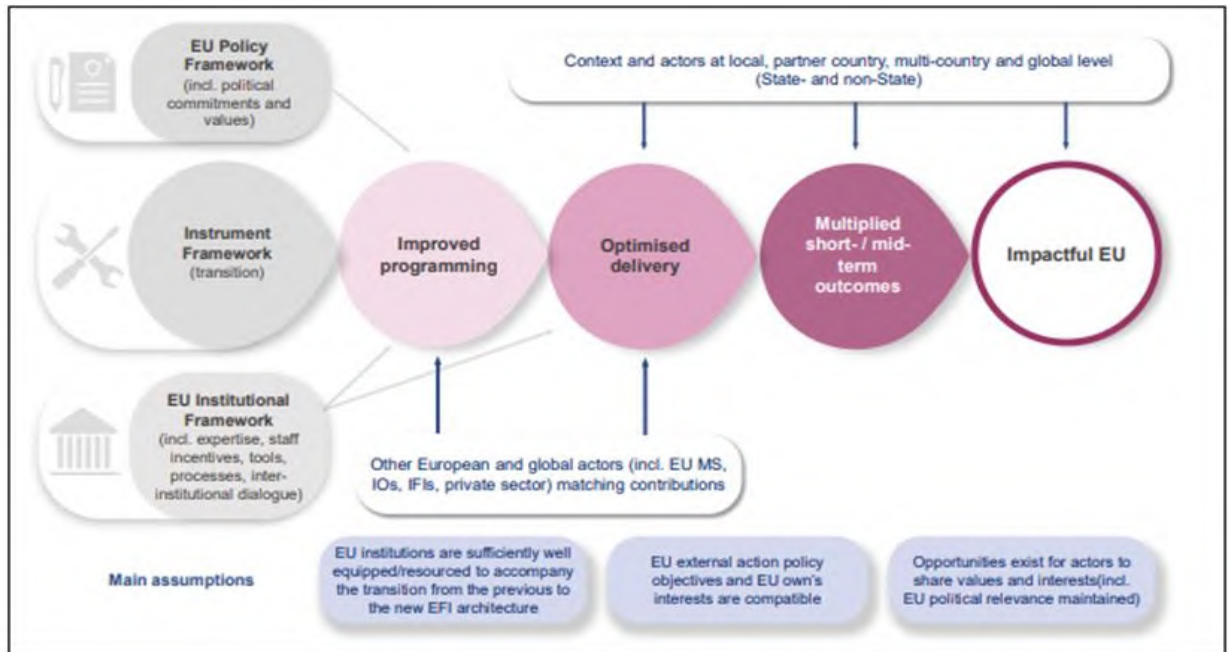 EU Policy
Framework
(incl. political
commitments and
values)
Context and actors at local, partner country, multi-country and global level
(State- and non-State)
Instrument
Framework
(transition)
Improved
programming
Optimised
delivery
Multiplied
short- / mid-
term
outcomes
Impactful EU
EU Institutional
Framework
(incl. expertise, staff
incentives, tools,
processes, inter-
institutional dialogue)
Other European and global actors (incl. EU MS,
IOs, IFIs, private sector) matching contributions
Main assumptions
EU institutions are sufficiently well
equipped/resourced to accompany
the transition from the previous to
the new EFI architecture
EU external action policy
objectives and EU own's
interests are compatible
Opportunities exist for actors to
share values and interests(incl.
EU political relevance maintained)